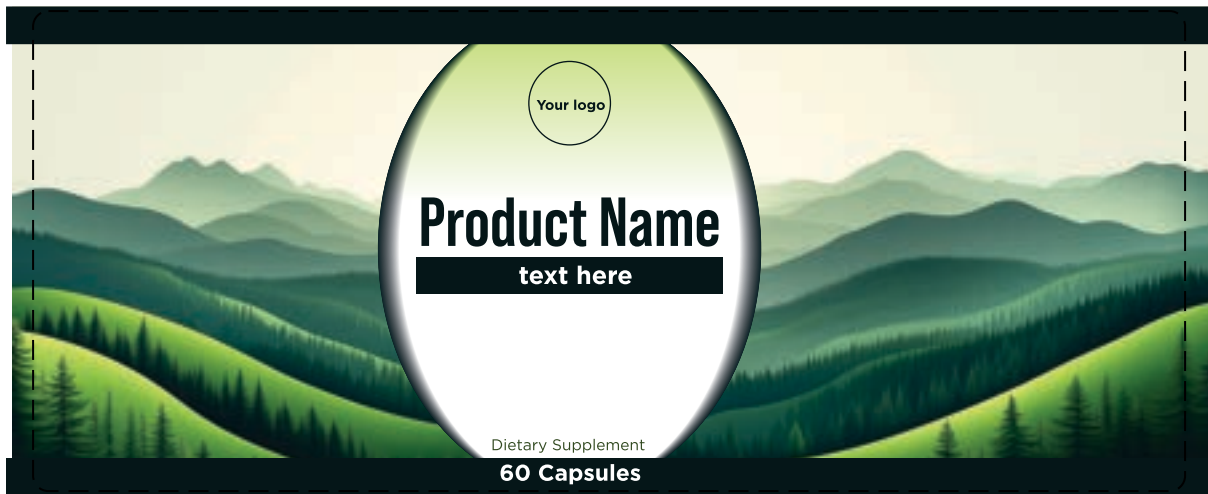 Your logo
Product Name
text here
Dietary Supplement
60 Capsules